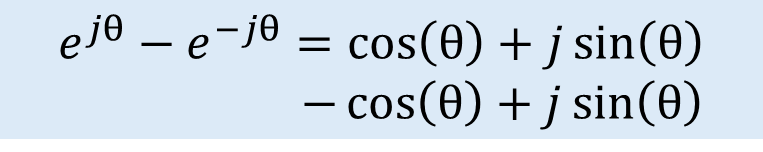 e^{jθ} − e^{−jθ} = cos(θ) + j sin(θ)
− cos(θ) + j sin(θ)